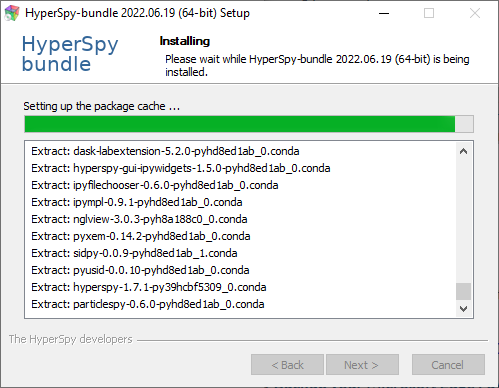 HyperSpy-bundle 2022.06.19 (64-bit) Setup
HyperSpy
bundle
Installing
Please wait while HyperSpy-bundle 2022.06.19 (64-bit) is being
installed.
Setting up the package cache ...
Extract: dask-labextension-5.2.0-pyhd8ed1ab_0.conda
Extract: hyperspy-gui-ipywidgets-1.5.0-pyhd8ed1ab_0.conda
Extract: ipyfilechooser-0.6.0-pyhd8ed1ab_0.conda
Extract: ipympl-0.9.1-pyhd8ed1ab_0.conda
Extract: nglview-3.0.3-pyh8a188c0_0.conda
Extract: pyxem-0.14.2-pyhd8ed1ab_0.conda
Extract: sidpy-0.0.9-pyhd8ed1ab_1.conda
Extract: pyusid-0.0.10-pyhd8ed1ab_0.conda
Extract: hyperspy-1.7.1-py39hcbf5309_0.conda
Extract: particlespy-0.6.0-pyhd8ed1ab_0.conda
The HyperSpy developers
< Back
Next >
Cancel